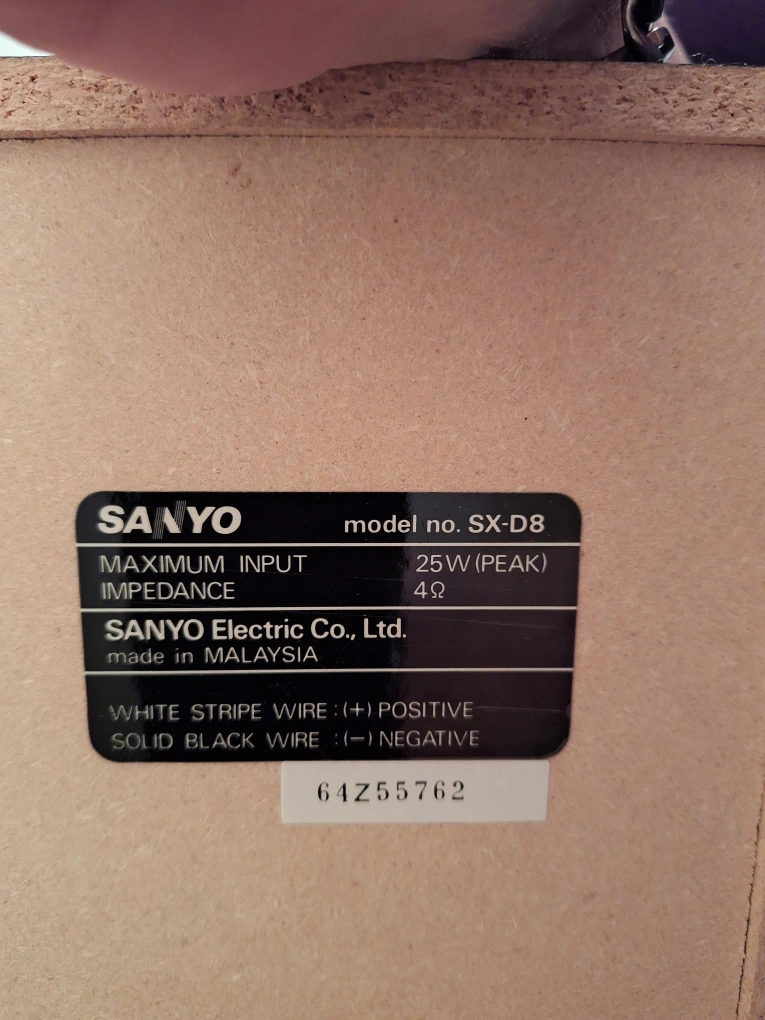 SANYO model no. SX-D8
MAXIMUM INPUT 25W (PEAK)
IMPEDANCE 4Ω
SANYO Electric Co., Ltd.
made in MALAYSIA
WHITE STRIPE WIRE : (+) POSITIVE
SOLID BLACK WIRE : (−) NEGATIVE
64Z55762